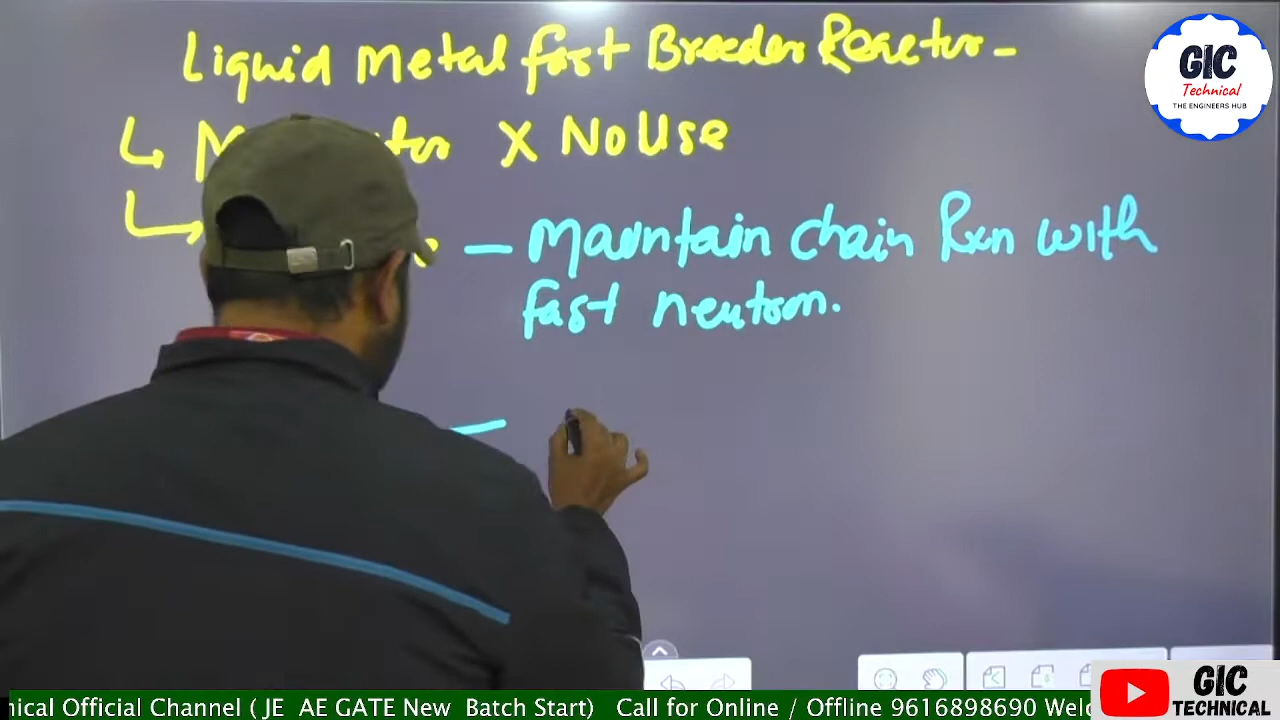 Liquid Metal fast Breeder Reactor -
X No Use
- Maintain chain Rxn with
fast neutron.
GIC
Technical
THE ENGINEERS HUB
GIC
TECHNICAL
nical Official Channel ( JE AE GATE New Batch Start) Call for Online / Offline 9616898690 Welc